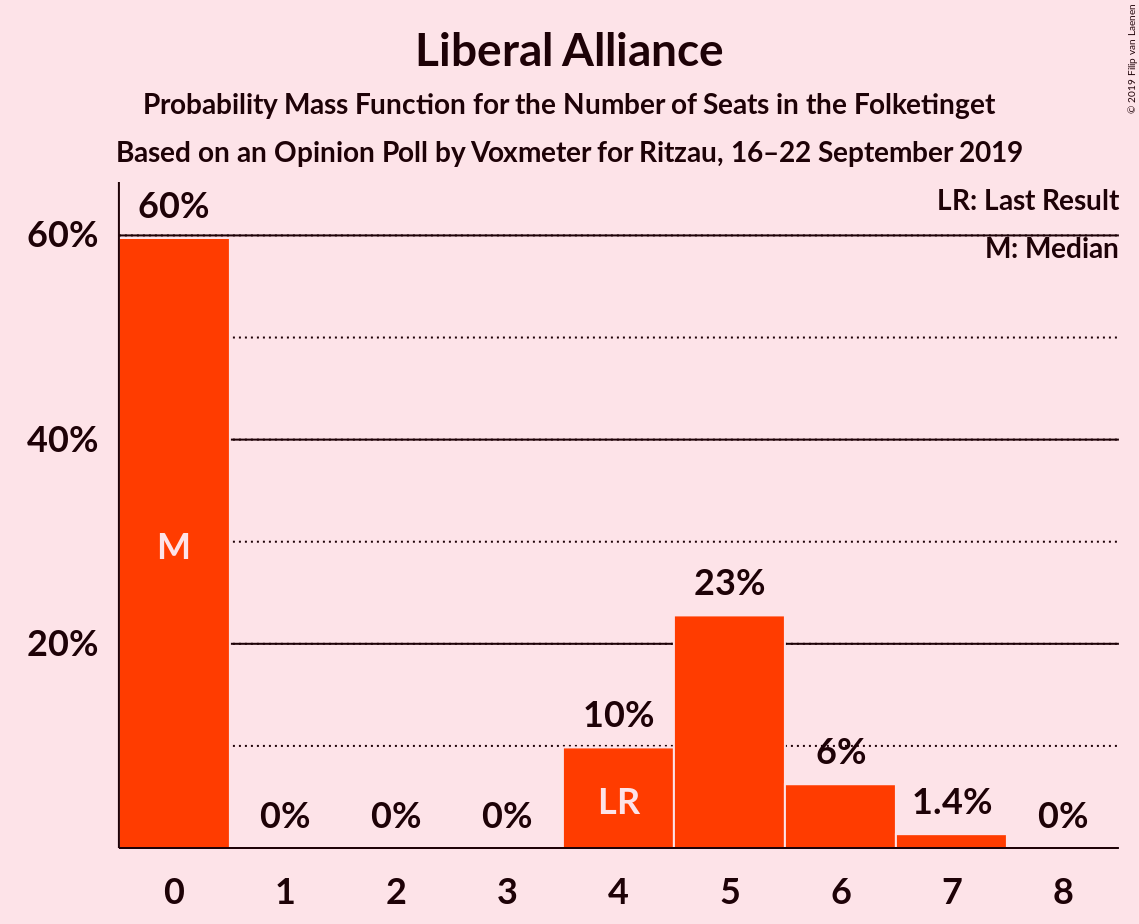 © 2019 Filip van Laenen
Liberal Alliance
Probability Mass Function for the Number of Seats in the Folketinget
Based on an Opinion Poll by Voxmeter for Ritzau, 16–22 September 2019
LR: Last Result
M: Median
60%
40%
20%
60%
M
0%
0%
0%
10%
LR
23%
6%
1.4%
0%
0 1 2 3 4 5 6 7 8